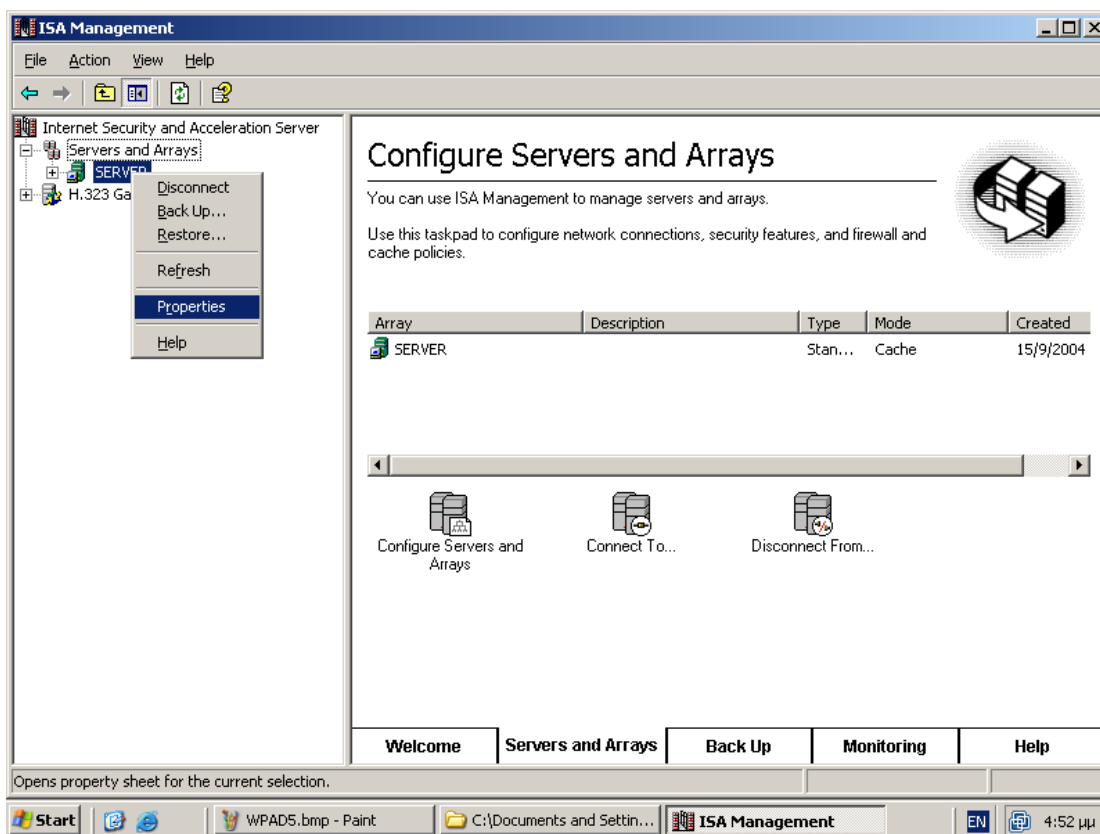 ISA Management
File Action View Help
Internet Security and Acceleration Server
Servers and Arrays
SERVER
H.323 Ga
Disconnect
Back Up...
Restore...
Refresh
Properties
Help
Configure Servers and Arrays
You can use ISA Management to manage servers and arrays.
Use this taskpad to configure network connections, security features, and firewall and
cache policies.
Array Description Type Mode Created
SERVER Stan... Cache 15/9/2004
Configure Servers and
Arrays
Connect To...
Disconnect From...
Welcome Servers and Arrays Back Up Monitoring Help
Opens property sheet for the current selection.
Start WPAD5.bmp - Paint C:\Documents and Settin... ISA Management EN 4:52 μμ